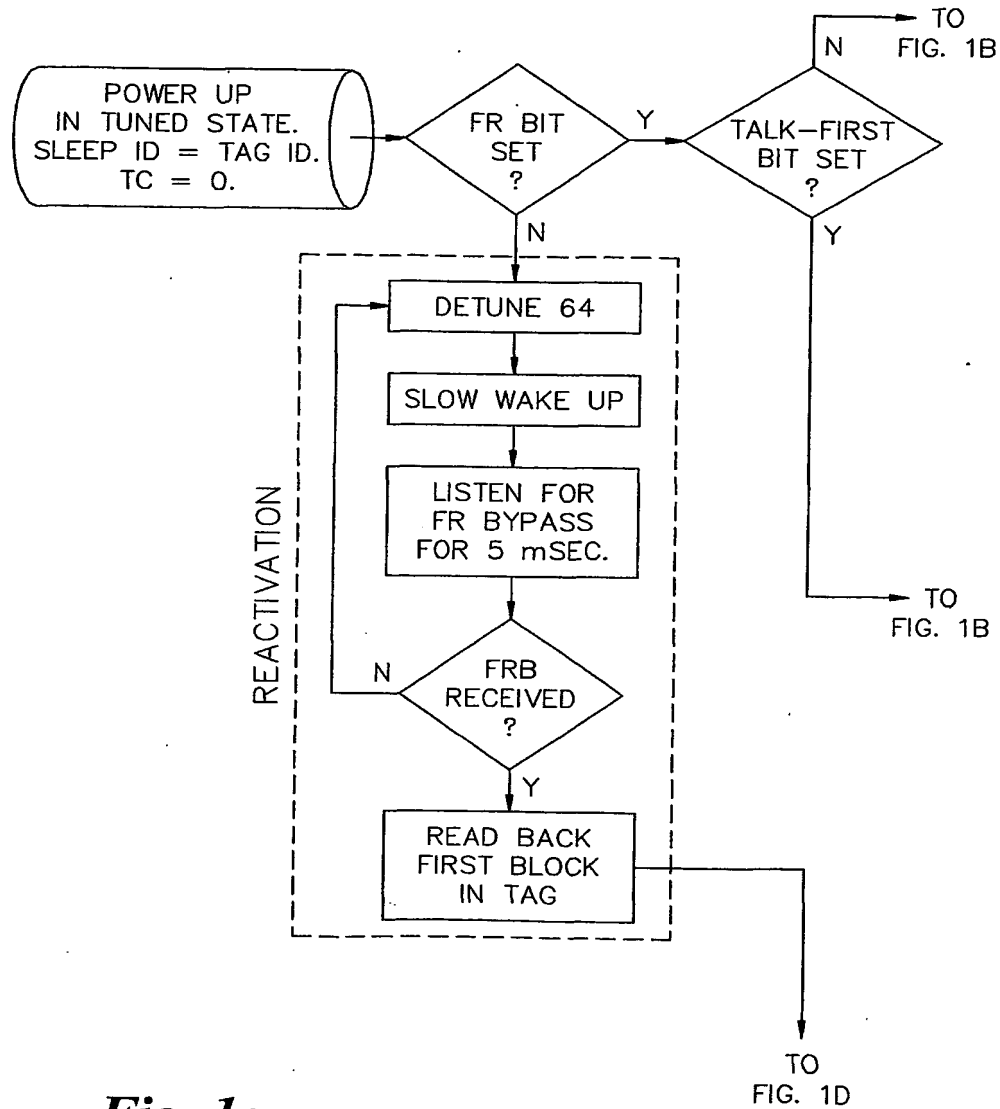 TO
FIG. 1B
N
POWER UP
IN TUNED STATE.
SLEEP ID = TAG ID.
TC = 0.
FR BIT
SET
?
Y
TALK-FIRST
BIT SET
?
N
Y
DETUNE 64
SLOW WAKE UP
LISTEN FOR
FR BYPASS
FOR 5 mSEC.
REACTIVATION
TO
FIG. 1B
N
FRB
RECEIVED
?
Y
READ BACK
FIRST BLOCK
IN TAG
TO
FIG. 1D